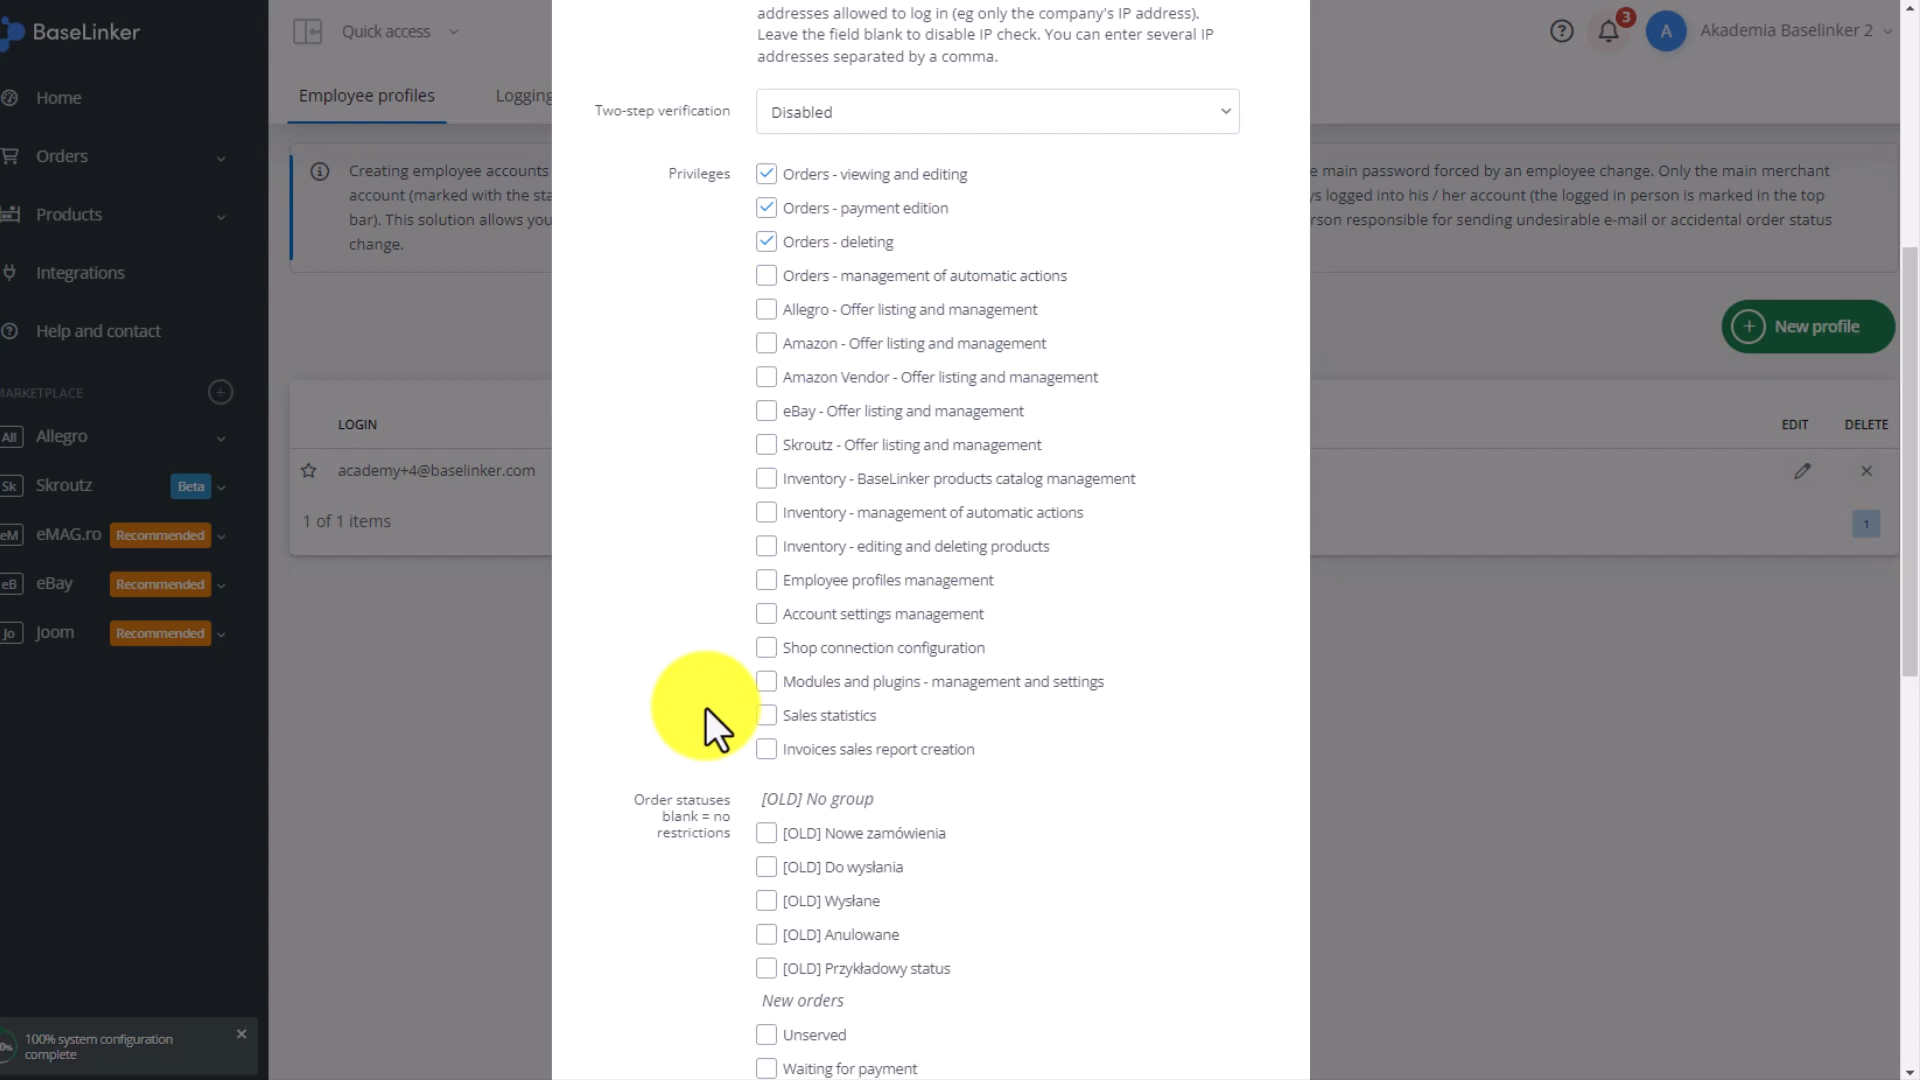 BaseLinker
Quick access
3
A
Akademia Baselinker 2
Home
Orders
Products
Integrations
Help and contact
MARKETPLACE
All Allegro
Sk Skroutz Beta
eM eMAG.ro Recommended
eB eBay Recommended
Jo Joom Recommended
100% system configuration
complete
Employee profiles
Logging
Creating employee accounts
account (marked with the sta
bar). This solution allows you
change.
e main password forced by an employee change. Only the main merchant
ys logged into his / her account (the logged in person is marked in the top
rson responsible for sending undesirable e-mail or accidental order status
New profile
LOGIN
EDIT
DELETE
academy+4@baselinker.com
1 of 1 items
1
addresses allowed to log in (eg only the company's IP address).
Leave the field blank to disable IP check. You can enter several IP
addresses separated by a comma.
Two-step verification
Disabled
Privileges
Orders - viewing and editing
Orders - payment edition
Orders - deleting
Orders - management of automatic actions
Allegro - Offer listing and management
Amazon - Offer listing and management
Amazon Vendor - Offer listing and management
eBay - Offer listing and management
Skroutz - Offer listing and management
Inventory - BaseLinker products catalog management
Inventory - management of automatic actions
Inventory - editing and deleting products
Employee profiles management
Account settings management
Shop connection configuration
Modules and plugins - management and settings
Sales statistics
Invoices sales report creation
Order statuses
blank = no
restrictions
[OLD] No group
[OLD] Nowe zamówienia
[OLD] Do wysłania
[OLD] Wysłane
[OLD] Anulowane
[OLD] Przykładowy status
New orders
Unserved
Waiting for payment